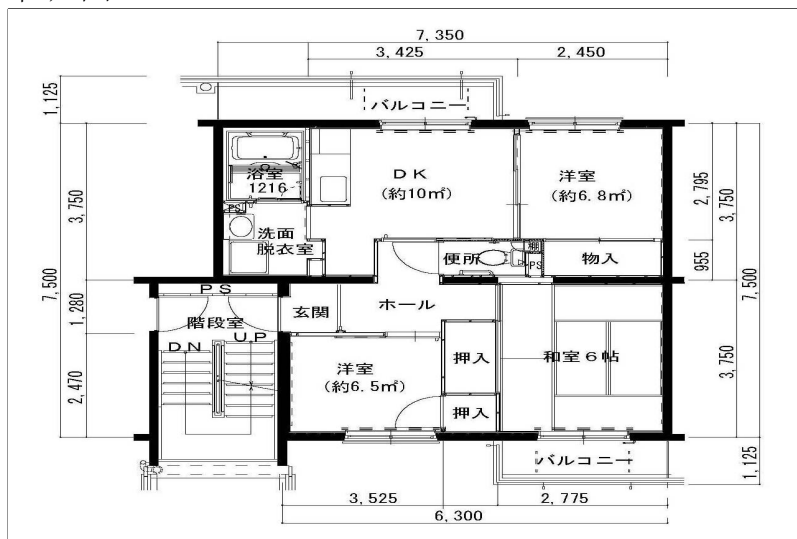 7,350
3,425
2,450
1,125
バルコニー
浴室
1216
DK
(約10㎡)
洋室
(約6.8㎡)
3,750
2,795
3,750
PS
洗面
脱衣室
便所
棚
PS
物入
955
7,500
7,500
PS
玄関
ホール
1,280
階段室
DN
UP
洋室
(約6.5㎡)
押入
和室6帖
3,750
2,470
押入
バルコニー
1,125
3,525
2,775
6,300